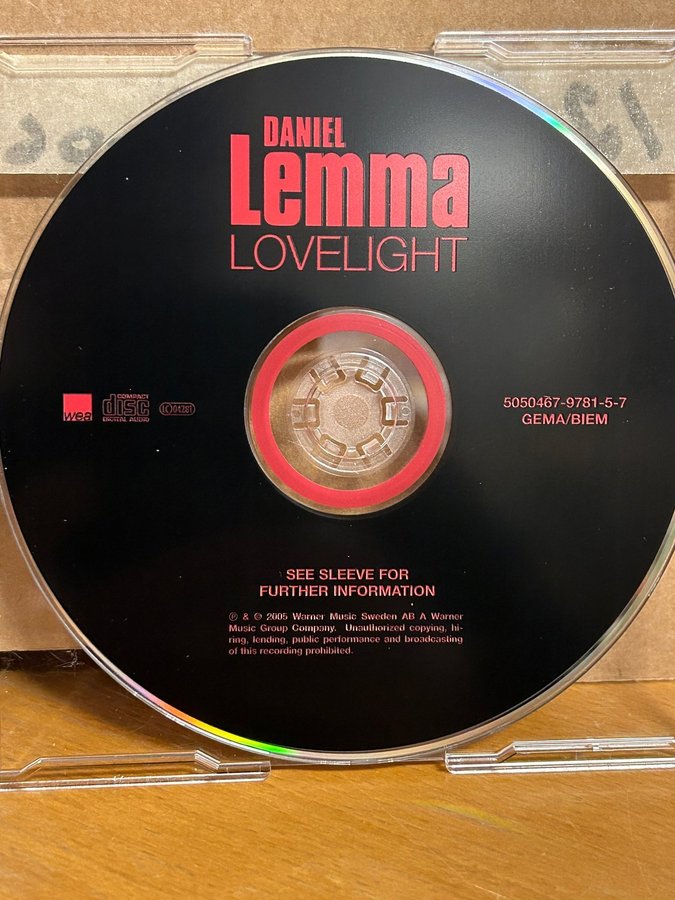 DANIEL
Lemma
LOVELIGHT
wea
COMPACT
disc
DIGITAL AUDIO
LC 04281
5050467-9781-5-7
GEMA/BIEM
SEE SLEEVE FOR
FURTHER INFORMATION
℗ & © 2005 Warner Music Sweden AB A Warner
Music Group Company. Unauthorized copying, hi-
ring, lending, public performance and broadcasting
of this recording prohibited.